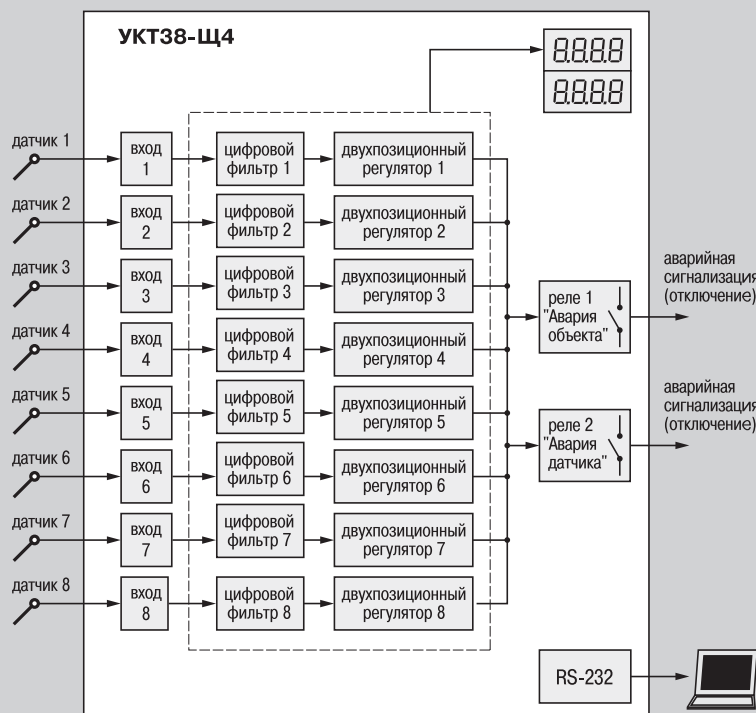 УКТ38-Щ4
8.8.8.8
8.8.8.8
датчик 1
вход
1
цифровой
фильтр 1
двухпозиционный
регулятор 1
датчик 2
вход
2
цифровой
фильтр 2
двухпозиционный
регулятор 2
датчик 3
вход
3
цифровой
фильтр 3
двухпозиционный
регулятор 3
датчик 4
вход
4
цифровой
фильтр 4
двухпозиционный
регулятор 4
датчик 5
вход
5
цифровой
фильтр 5
двухпозиционный
регулятор 5
датчик 6
вход
6
цифровой
фильтр 6
двухпозиционный
регулятор 6
датчик 7
вход
7
цифровой
фильтр 7
двухпозиционный
регулятор 7
датчик 8
вход
8
цифровой
фильтр 8
двухпозиционный
регулятор 8
реле 1
"Авария
объекта"
аварийная
сигнализация
(отключение)
реле 2
"Авария
датчика"
аварийная
сигнализация
(отключение)
RS-232